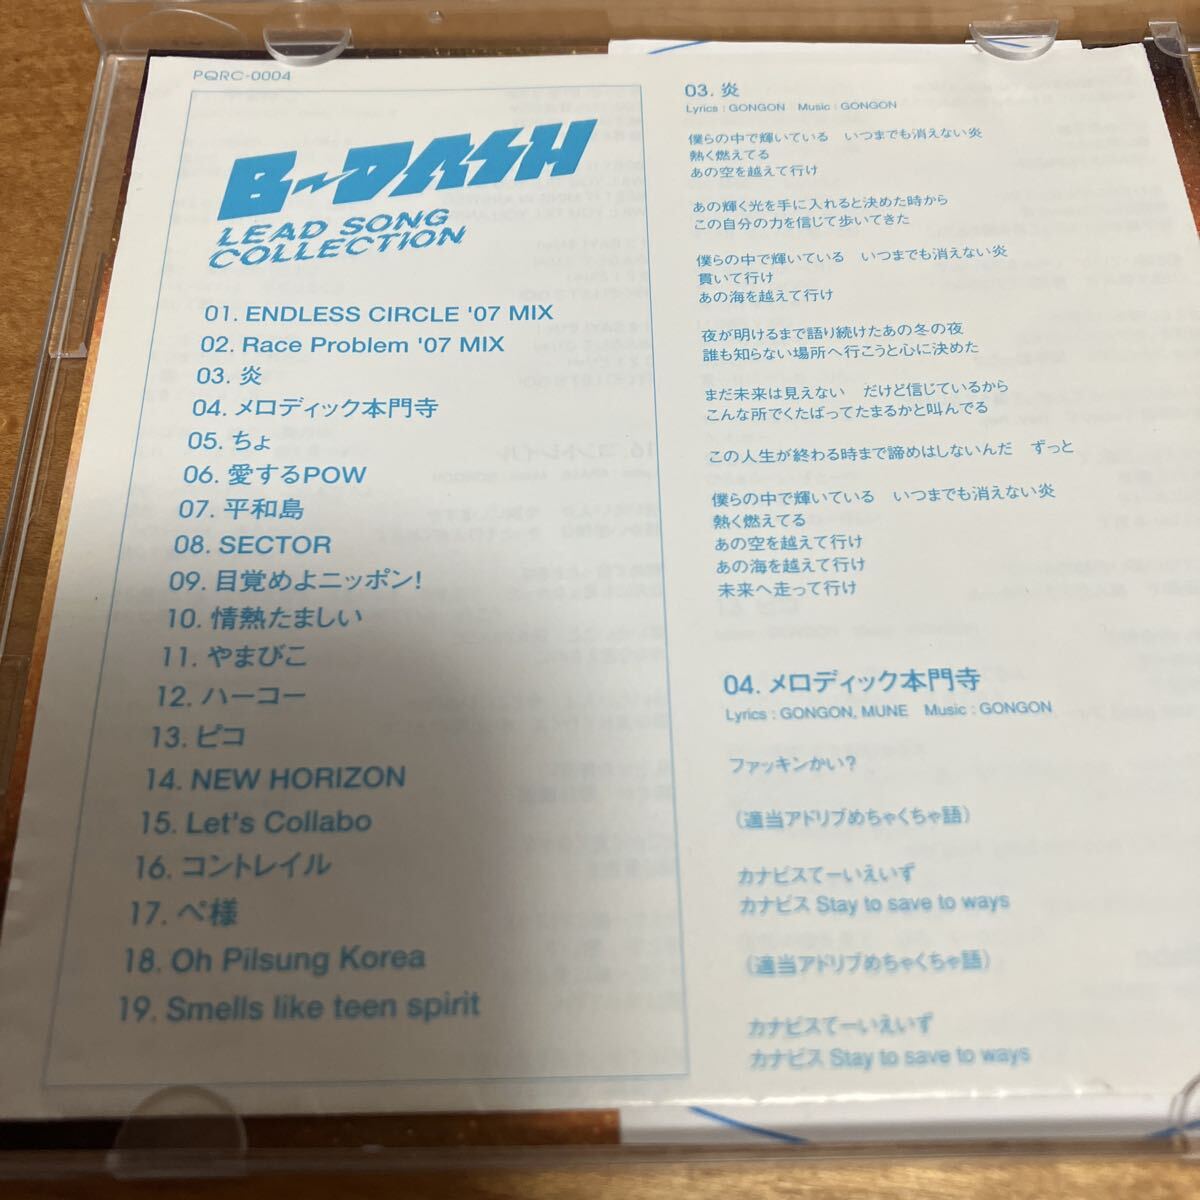 PQRC-0004
B-DASH
LEAD SONG
COLLECTION
01. ENDLESS CIRCLE '07 MIX
02. Race Problem '07 MIX
03. 炎
04. メロディック本門寺
05. ちょ
06. 愛するPOW
07. 平和島
08. SECTOR
09. 目覚めよニッポン!
10. 情熱たましい
11. やまびこ
12. ハーコー
13. ピコ
14. NEW HORIZON
15. Let's Collabo
16. コントレイル
17. ペ様
18. Oh Pilsung Korea
19. Smells like teen spirit
03. 炎
Lyrics : GONGON Music : GONGON
僕らの中で輝いている いつまでも消えない炎
熱く燃えてる
あの空を越えて行け
あの輝く光を手に入れると決めた時から
この自分の力を信じて歩いてきた
僕らの中で輝いている いつまでも消えない炎
貫いて行け
あの海を越えて行け
夜が明けるまで語り続けたあの冬の夜
誰も知らない場所へ行こうと心に決めた
まだ未来は見えない だけど信じているから
こんな所でくたばってたまるかと叫んでる
この人生が終わる時まで諦めはしないんだ ずっと
僕らの中で輝いている いつまでも消えない炎
熱く燃えてる
あの空を越えて行け
あの海を越えて行け
未来へ走って行け
04. メロディック本門寺
Lyrics : GONGON, MUNE Music : GONGON
ファッキンかい?
(適当アドリブめちゃくちゃ語)
カナビスてーいえいず
カナビス Stay to save to ways
(適当アドリブめちゃくちゃ語)
カナビスてーいえいず
カナビス Stay to save to ways